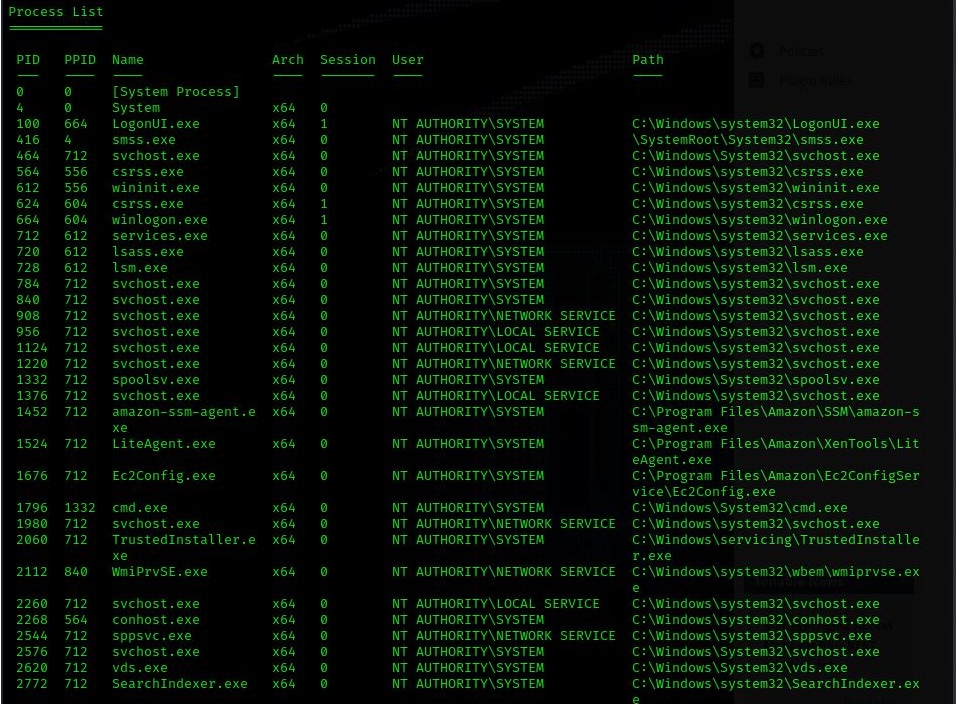 Process List
PID PPID Name Arch Session User Path
0 0 [System Process]
4 0 System x64 0
100 664 LogonUI.exe x64 1 NT AUTHORITY\SYSTEM C:\Windows\system32\LogonUI.exe
416 4 smss.exe x64 0 NT AUTHORITY\SYSTEM \SystemRoot\System32\smss.exe
464 712 svchost.exe x64 0 NT AUTHORITY\SYSTEM C:\Windows\system32\svchost.exe
564 556 csrss.exe x64 0 NT AUTHORITY\SYSTEM C:\Windows\system32\csrss.exe
612 556 wininit.exe x64 0 NT AUTHORITY\SYSTEM C:\Windows\system32\wininit.exe
624 604 csrss.exe x64 1 NT AUTHORITY\SYSTEM C:\Windows\system32\csrss.exe
664 604 winlogon.exe x64 1 NT AUTHORITY\SYSTEM C:\Windows\system32\winlogon.exe
712 612 services.exe x64 0 NT AUTHORITY\SYSTEM C:\Windows\system32\services.exe
720 612 lsass.exe x64 0 NT AUTHORITY\SYSTEM C:\Windows\system32\lsass.exe
728 612 lsm.exe x64 0 NT AUTHORITY\SYSTEM C:\Windows\system32\lsm.exe
784 712 svchost.exe x64 0 NT AUTHORITY\SYSTEM C:\Windows\system32\svchost.exe
840 712 svchost.exe x64 0 NT AUTHORITY\SYSTEM C:\Windows\system32\svchost.exe
908 712 svchost.exe x64 0 NT AUTHORITY\NETWORK SERVICE C:\Windows\system32\svchost.exe
956 712 svchost.exe x64 0 NT AUTHORITY\LOCAL SERVICE C:\Windows\system32\svchost.exe
1124 712 svchost.exe x64 0 NT AUTHORITY\LOCAL SERVICE C:\Windows\system32\svchost.exe
1220 712 svchost.exe x64 0 NT AUTHORITY\NETWORK SERVICE C:\Windows\system32\svchost.exe
1332 712 spoolsv.exe x64 0 NT AUTHORITY\SYSTEM C:\Windows\System32\spoolsv.exe
1376 712 svchost.exe x64 0 NT AUTHORITY\LOCAL SERVICE C:\Windows\system32\svchost.exe
1452 712 amazon-ssm-agent.e x64 0 NT AUTHORITY\SYSTEM C:\Program Files\Amazon\SSM\amazon-s
xe sm-agent.exe
1524 712 LiteAgent.exe x64 0 NT AUTHORITY\SYSTEM C:\Program Files\Amazon\XenTools\Lit
eAgent.exe
1676 712 Ec2Config.exe x64 0 NT AUTHORITY\SYSTEM C:\Program Files\Amazon\Ec2ConfigSer
vice\Ec2Config.exe
1796 1332 cmd.exe x64 0 NT AUTHORITY\SYSTEM C:\Windows\System32\cmd.exe
1980 712 svchost.exe x64 0 NT AUTHORITY\NETWORK SERVICE C:\Windows\system32\svchost.exe
2060 712 TrustedInstaller.e x64 0 NT AUTHORITY\SYSTEM C:\Windows\servicing\TrustedInstalle
xe r.exe
2112 840 WmiPrvSE.exe x64 0 NT AUTHORITY\NETWORK SERVICE C:\Windows\system32\wbem\wmiprvse.ex
e
2260 712 svchost.exe x64 0 NT AUTHORITY\LOCAL SERVICE C:\Windows\system32\svchost.exe
2268 564 conhost.exe x64 0 NT AUTHORITY\SYSTEM C:\Windows\system32\conhost.exe
2544 712 sppsvc.exe x64 0 NT AUTHORITY\NETWORK SERVICE C:\Windows\system32\sppsvc.exe
2576 712 svchost.exe x64 0 NT AUTHORITY\SYSTEM C:\Windows\System32\svchost.exe
2620 712 vds.exe x64 0 NT AUTHORITY\SYSTEM C:\Windows\System32\vds.exe
2772 712 SearchIndexer.exe x64 0 NT AUTHORITY\SYSTEM C:\Windows\system32\SearchIndexer.ex
e
Policies
Plugin Rules